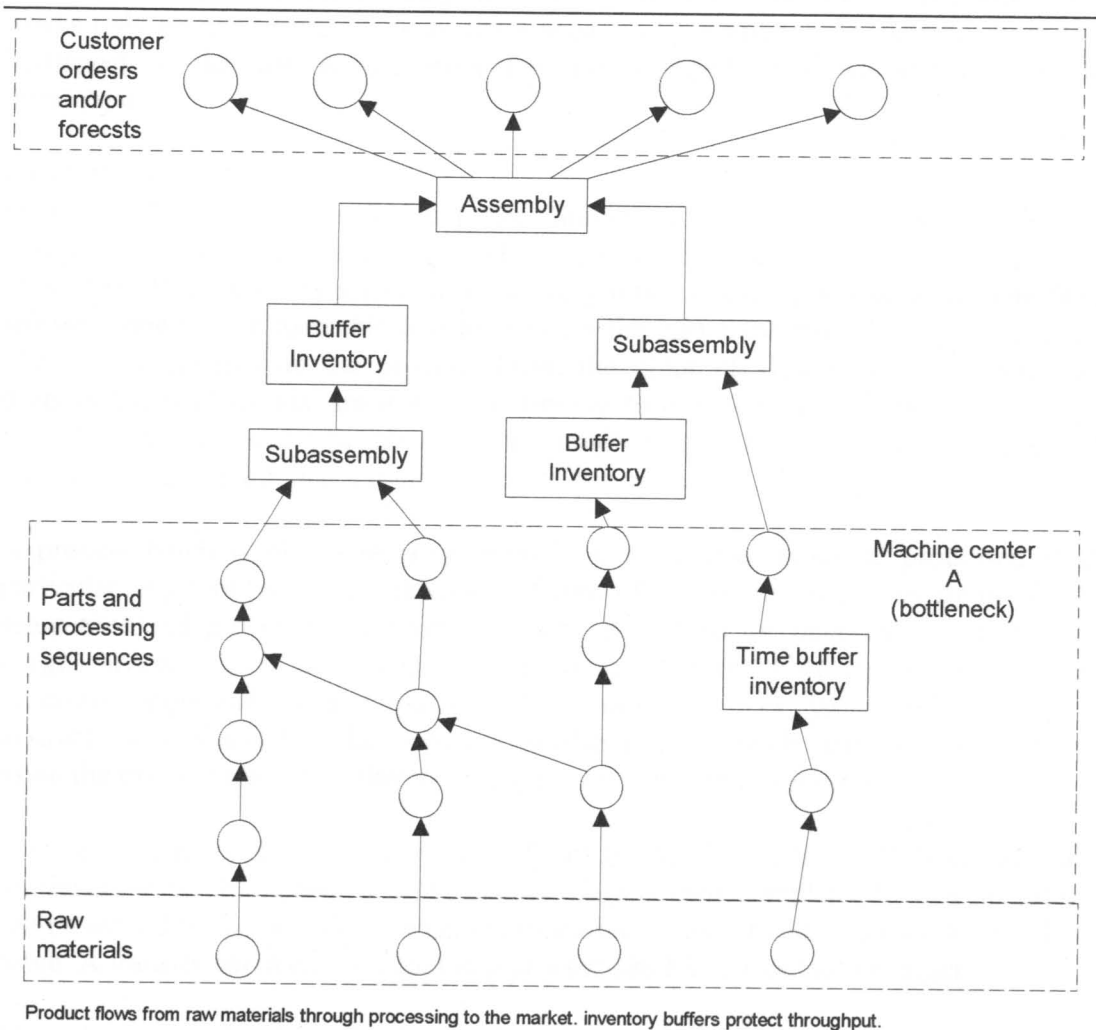 Customer
ordesrs
and/or
forecsts
Assembly
Buffer
Inventory
Subassembly
Subassembly
Buffer
Inventory
Machine center
A
(bottleneck)
Parts and
processing
sequences
Time buffer
inventory
Raw
materials
Product flows from raw materials through processing to the market. inventory buffers protect throughput.